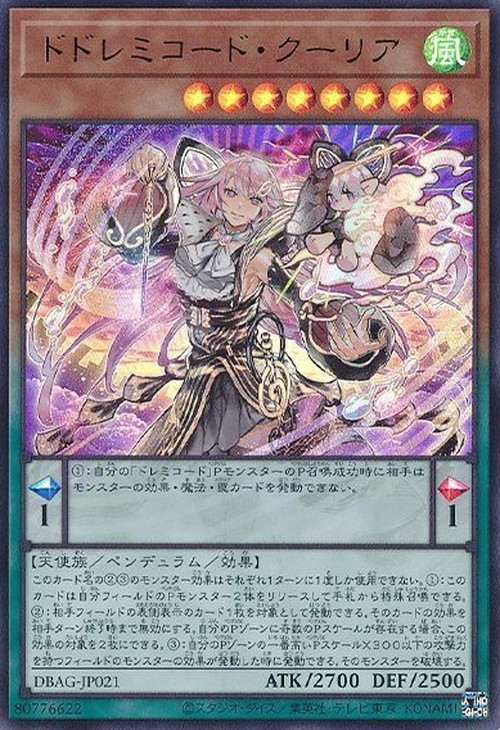 ドドレミコード・クーリア
風
①：自分の「ドレミコード」PモンスターのP召喚成功時に相手は
モンスターの効果・魔法・罠カードを発動できない。
1
1
【天使族／ペンデュラム／効果】
このカード名の②③のモンスター効果はそれぞれ1ターンに1度しか使用できない。①：この
カードは自分フィールドのPモンスター2体をリリースして手札から特殊召喚できる。
②：相手フィールドの表側表示のカード1枚を対象として発動できる。そのカードの効果を
相手ターン終了時まで無効にする。自分のPゾーンに奇数のPスケールが存在する場合、この
効果の対象を2枚にできる。③：自分のPゾーンの一番高いPスケール×300以下の攻撃力
を持つフィールドのモンスターの効果が発動した時に発動できる。そのモンスターを破壊する。
DBAG-JP021
ATK/2700 DEF/2500
80776622
©スタジオ・ダイス／集英社・テレビ東京・KONAMI